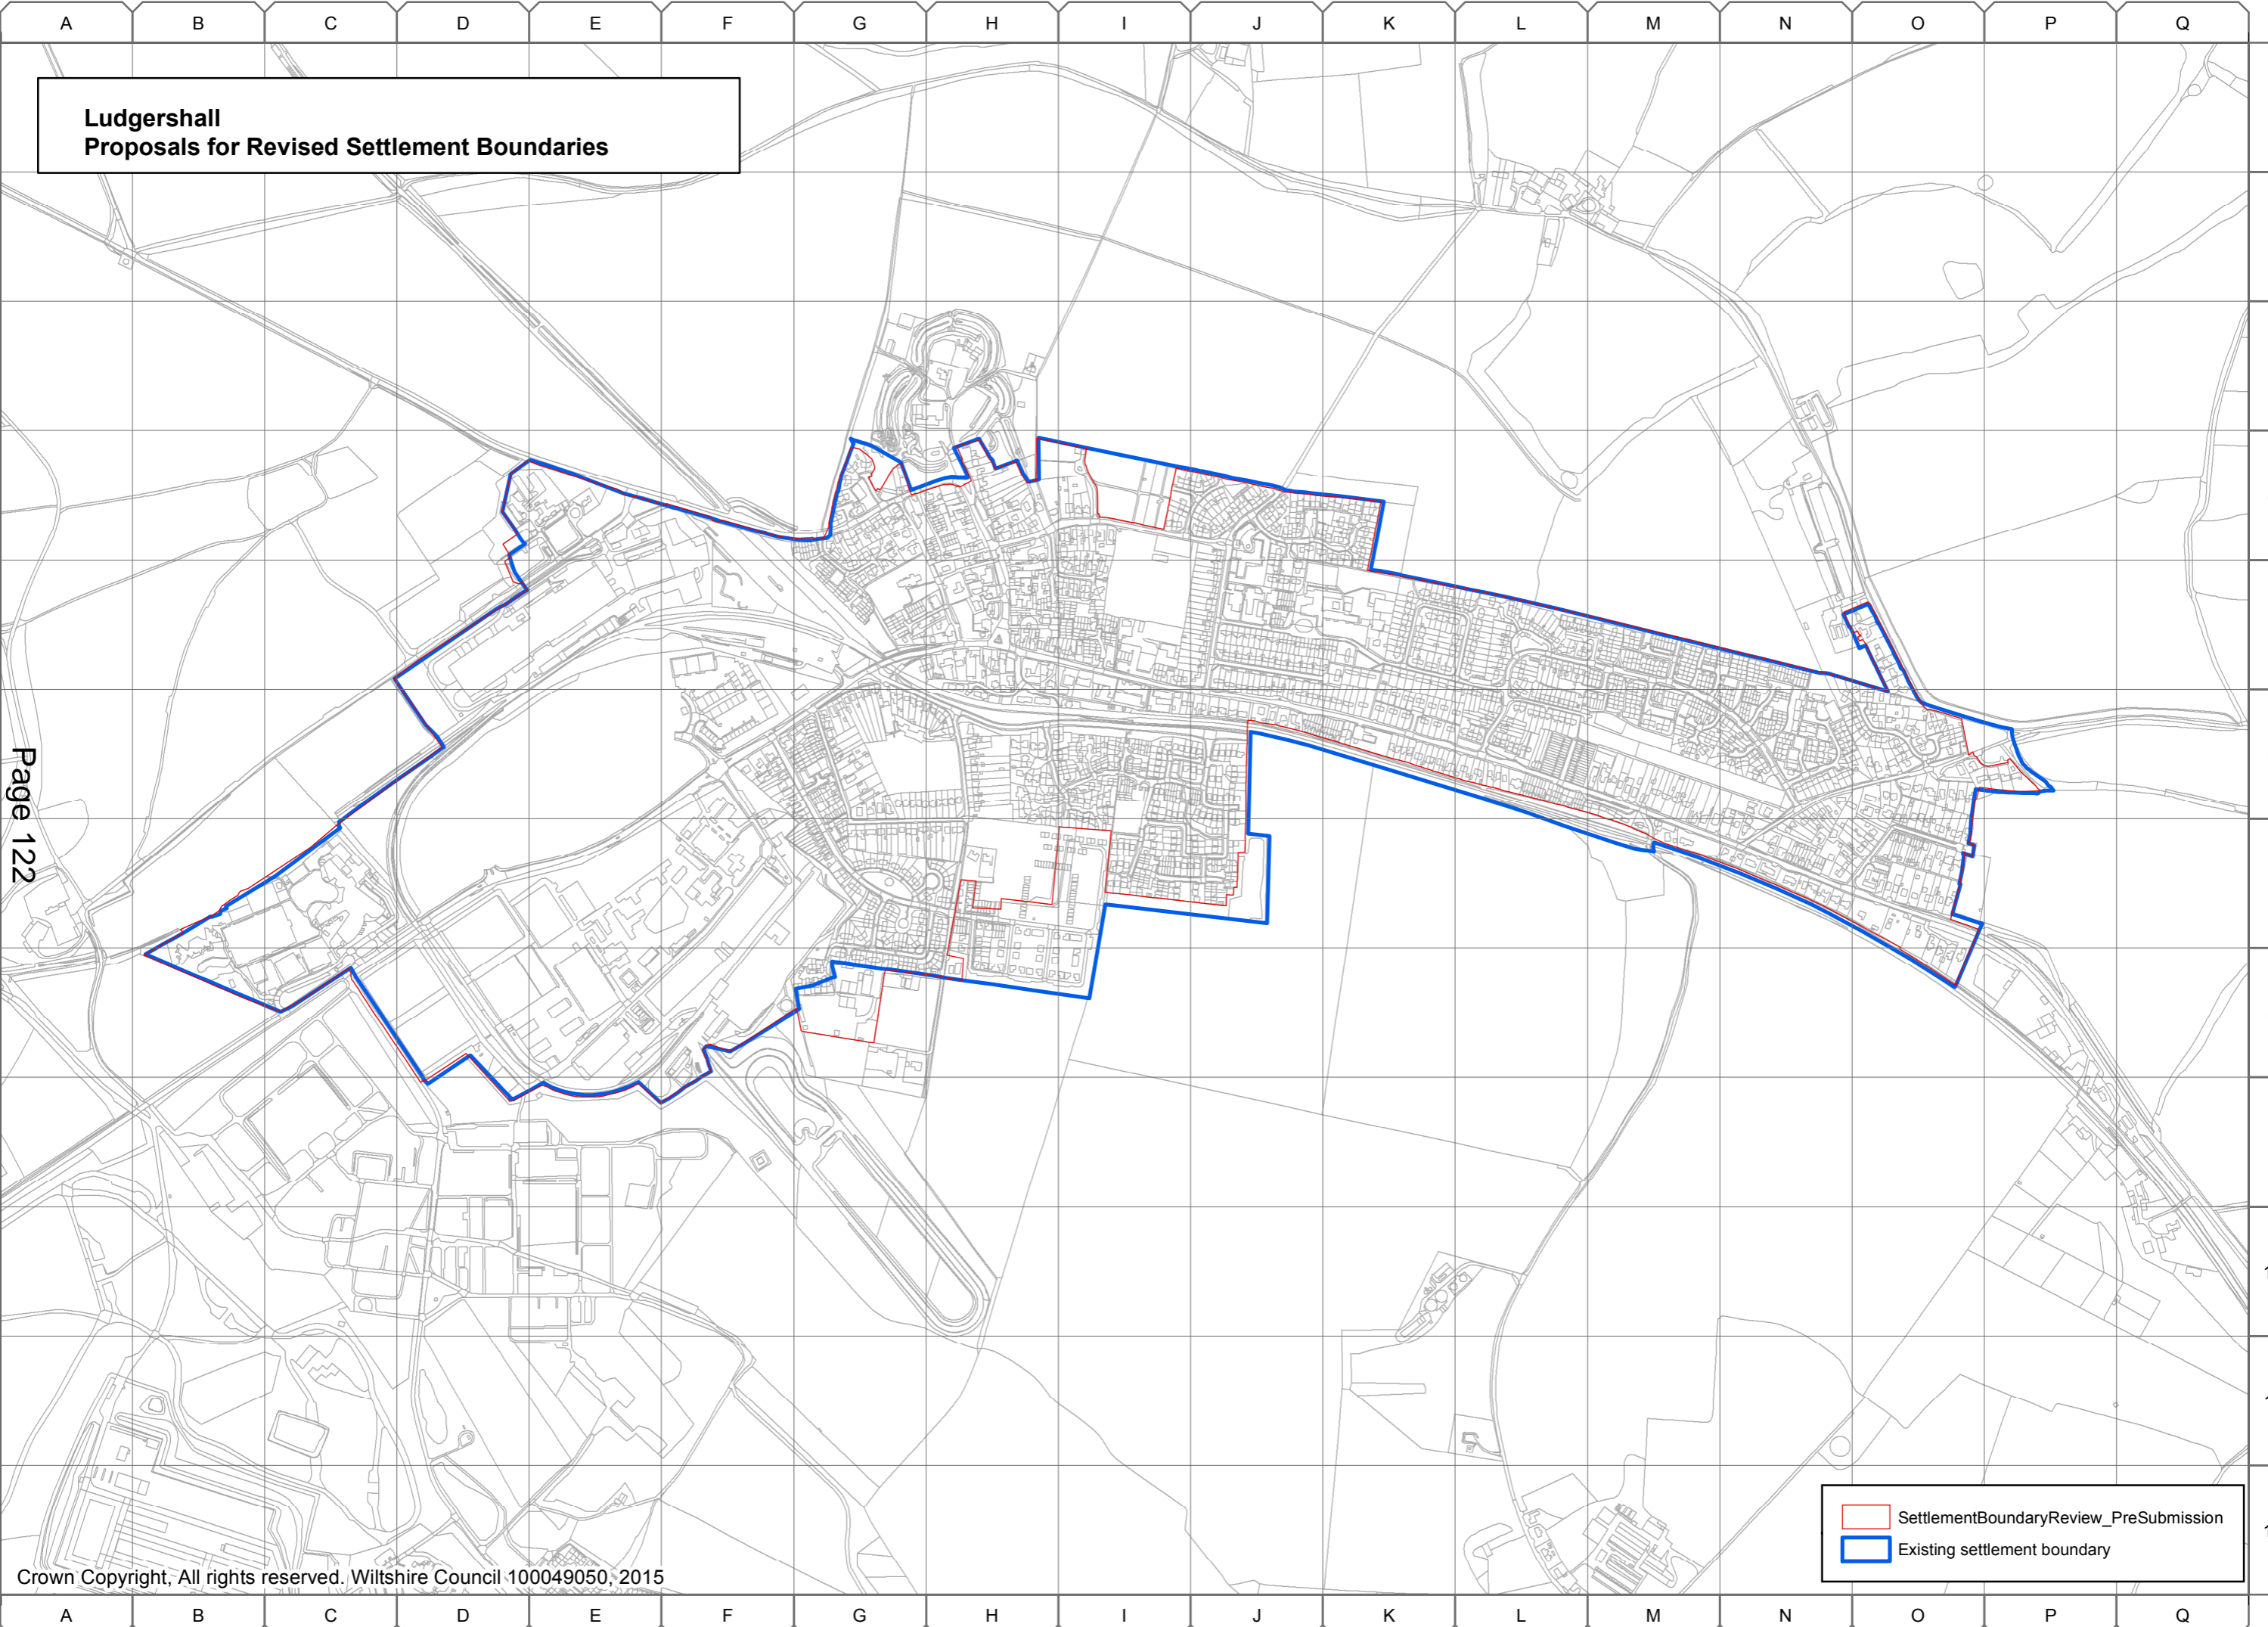 A B C D E F G H I J K L M N O P Q
Ludgershall
Proposals for Revised Settlement Boundaries
Page 122
SettlementBoundaryReview_PreSubmission
Existing settlement boundary
Crown Copyright, All rights reserved. Wiltshire Council 100049050, 2015
A B C D E F G H I J K L M N O P Q